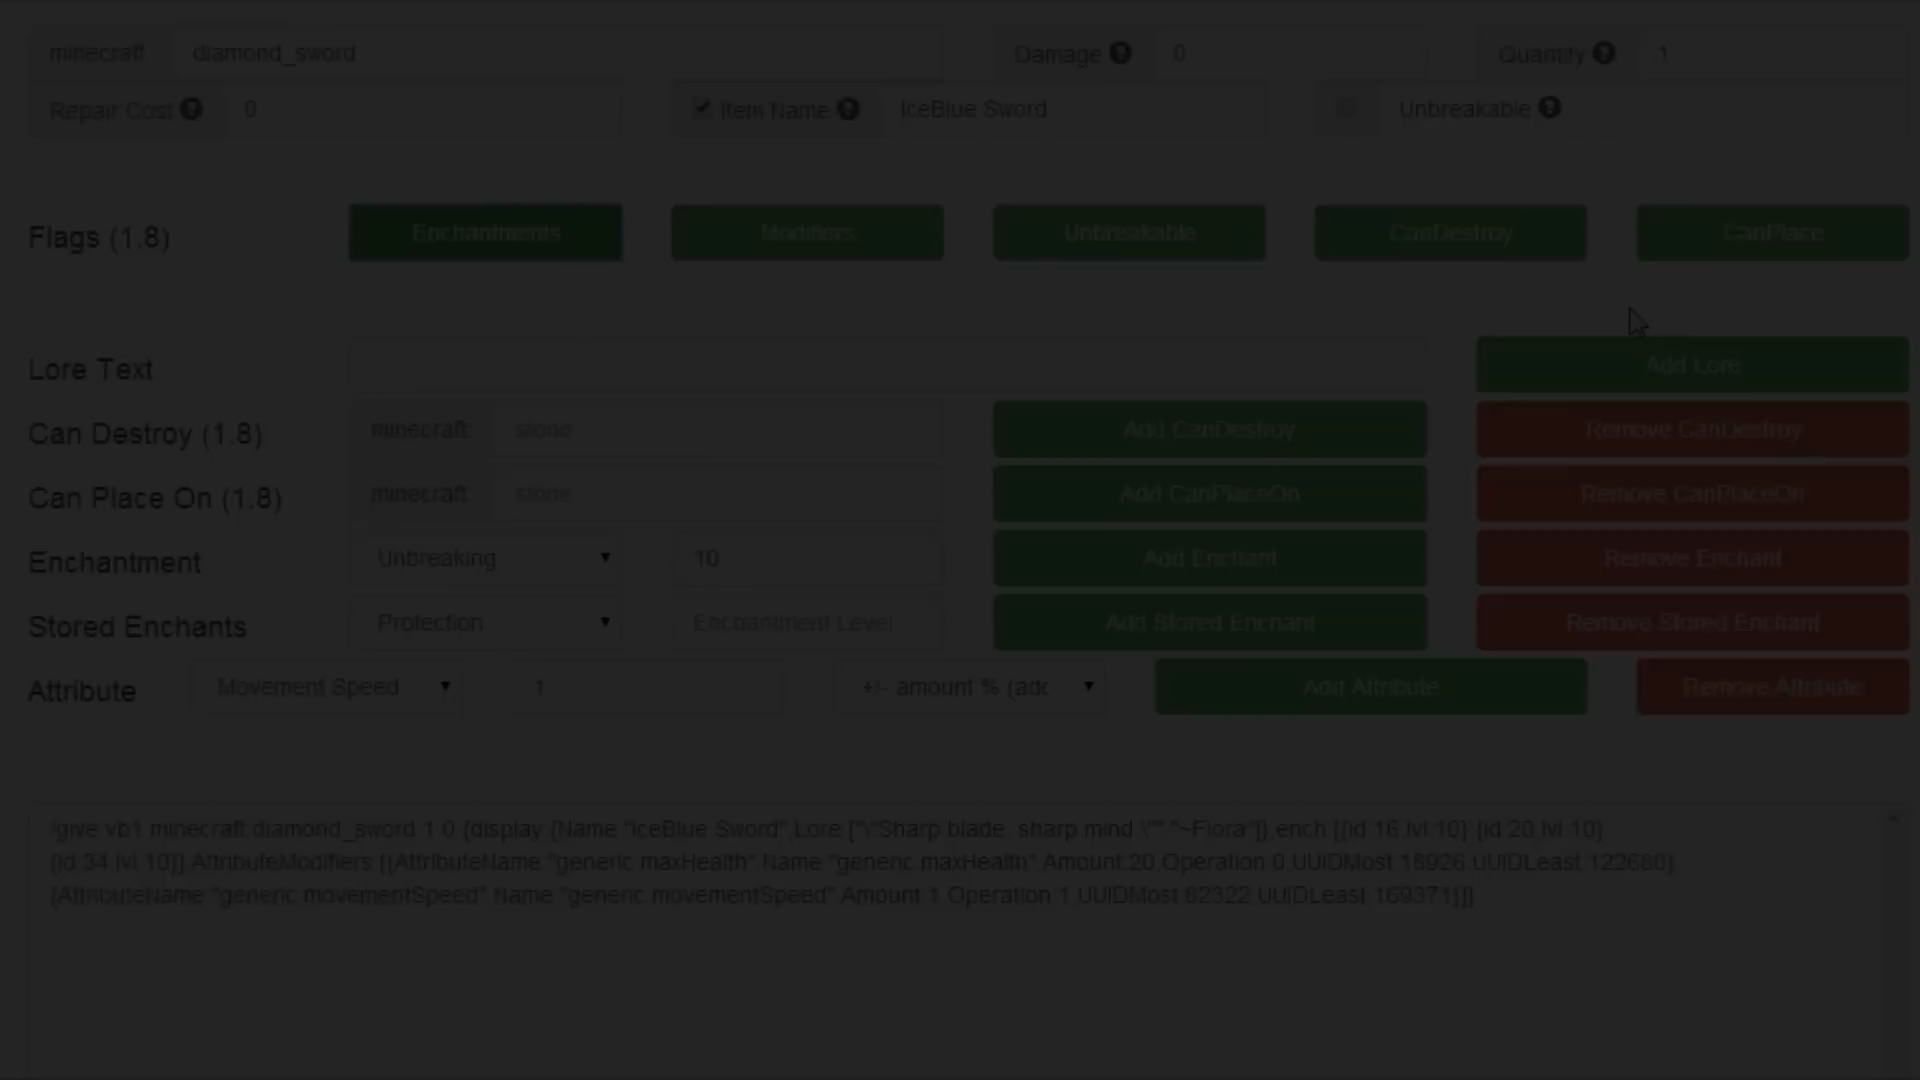 minecraft: diamond_sword Damage 0 Quantity 1
Repair Cost 0 Item Name IceBlue Sword Unbreakable
Flags (1.8) Enchantments Modifiers Unbreakable CanDestroy CanPlace
Lore Text Add Lore
Can Destroy (1.8) minecraft: stone Add CanDestroy Remove CanDestroy
Can Place On (1.8) minecraft: stone Add CanPlaceOn Remove CanPlaceOn
Enchantment Unbreaking 10 Add Enchant Remove Enchant
Stored Enchants Protection Enchantment Level Add Stored Enchant Remove Stored Enchant
Attribute Movement Speed 1 +/- amount % (adc Add Attribute Remove Attribute
/give vb1 minecraft:diamond_sword 1 0 {display:{Name:"IceBlue Sword",Lore:["\"Sharp blade, sharp mind.\"","~Fiora"]},ench:[{id:16,lvl:10},{id:20,lvl:10},
{id:34,lvl:10}],AttributeModifiers:[{AttributeName:"generic.maxHealth",Name:"generic.maxHealth",Amount:20,Operation:0,UUIDMost:18926,UUIDLeast:122680},
{AttributeName:"generic.movementSpeed",Name:"generic.movementSpeed",Amount:1,Operation:1,UUIDMost:62322,UUIDLeast:169371}]}